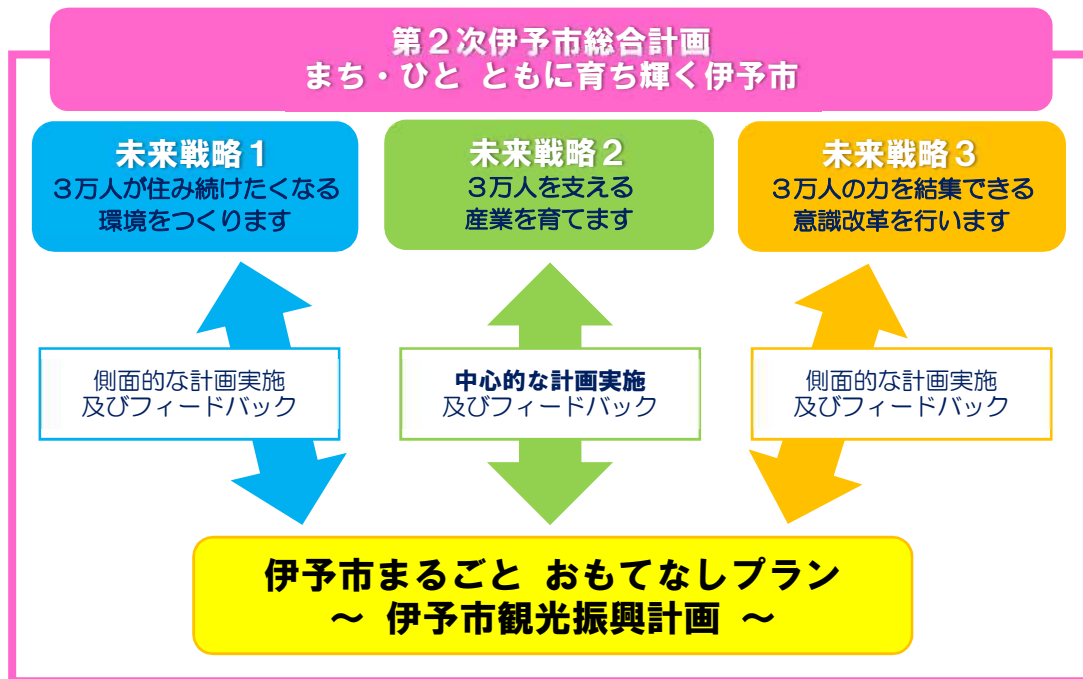 第２次伊予市総合計画
まち・ひと ともに育ち輝く伊予市
未来戦略１
３万人が住み続けたくなる
環境をつくります
未来戦略２
３万人を支える
産業を育てます
未来戦略３
３万人の力を結集できる
意識改革を行います
側面的な計画実施
及びフィードバック
中心的な計画実施
及びフィードバック
側面的な計画実施
及びフィードバック
伊予市まるごと おもてなしプラン
～ 伊予市観光振興計画 ～